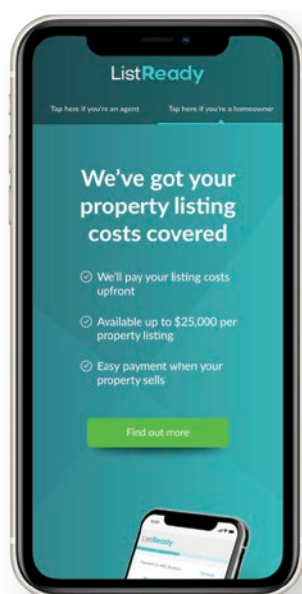 ListReady
Tap here if you're an agent
Tap here if you're a homeowner
We've got your
property listing
costs covered
We'll pay your listing costs
upfront
Available up to $25,000 per
property listing
Easy payment when your
property sells
Find out more
ListReady